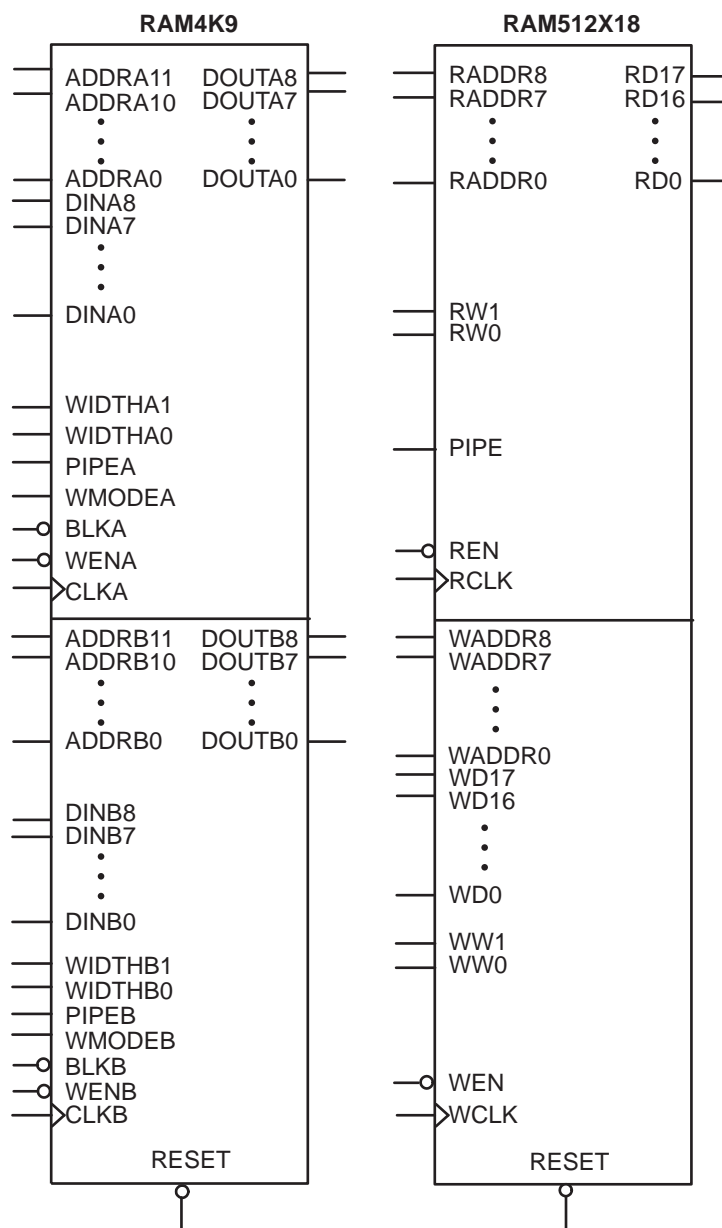 RAM4K9
ADDRA11 DOUTA8
ADDRA10 DOUTA7
ADDRA0 DOUTA0
DINA8
DINA7
DINA0
WIDTHA1
WIDTHA0
PIPEA
WMODEA
BLKA
WENA
CLKA
ADDRB11 DOUTB8
ADDRB10 DOUTB7
ADDRB0 DOUTB0
DINB8
DINB7
DINB0
WIDTHB1
WIDTHB0
PIPEB
WMODEB
BLKB
WENB
CLKB
RESET
RAM512X18
RADDR8 RD17
RADDR7 RD16
RADDR0 RD0
RW1
RW0
PIPE
REN
RCLK
WADDR8
WADDR7
WADDR0
WD17
WD16
WD0
WW1
WW0
WEN
WCLK
RESET